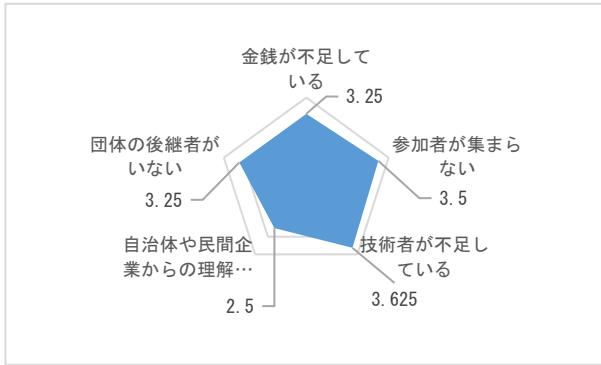 金銭が不足して
いる
3.25
参加者が集まら
ない
3.5
技術者が不足し
ている
3.625
自治体や民間企
業からの理解…
2.5
団体の後継者が
いない
3.25